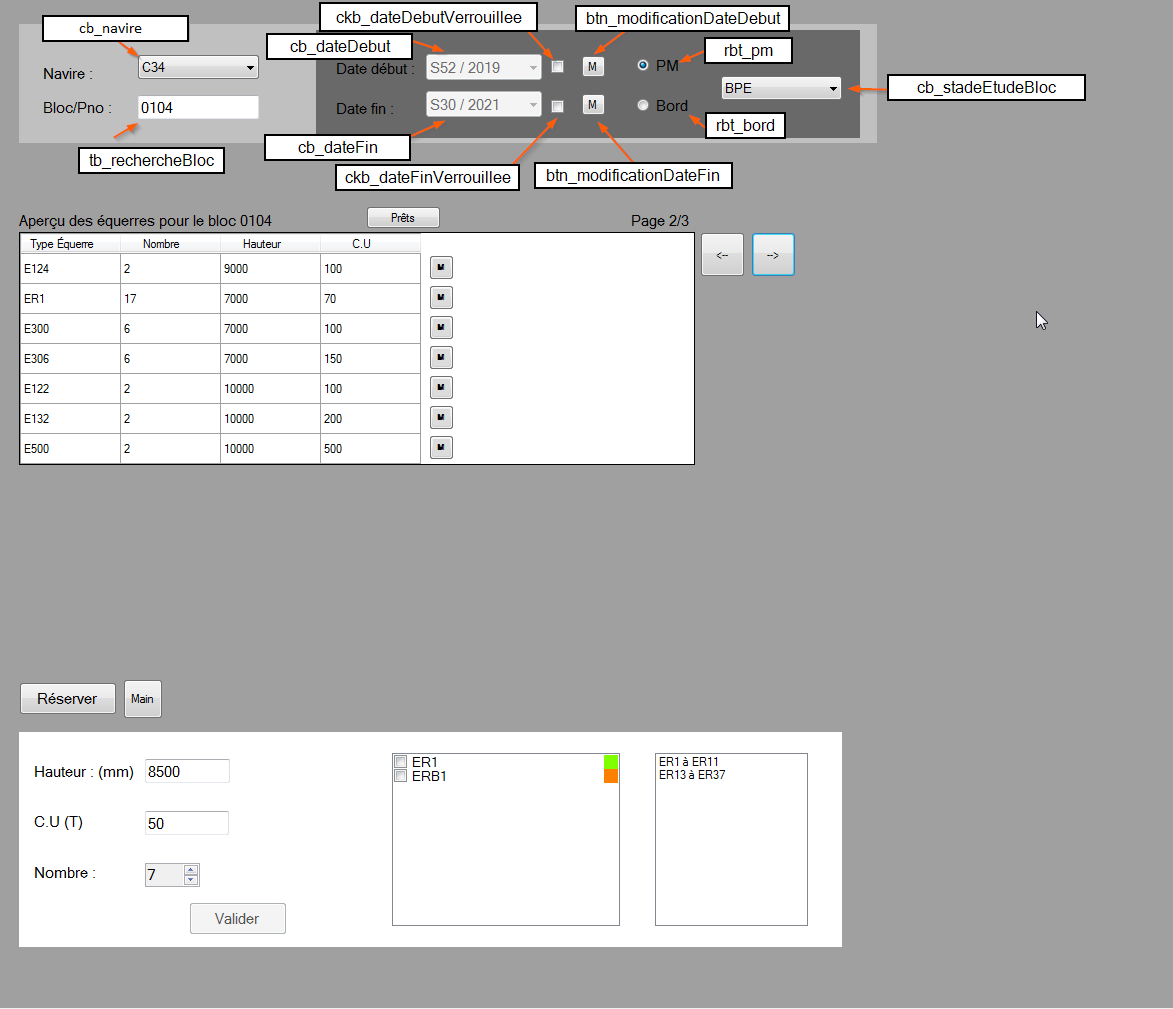 cb_navire
ckb_dateDebutVerrouillee
btn_modificationDateDebut
cb_dateDebut
rbt_pm
Navire :
C34
Date début :
S52 / 2019
M
PM
BPE
cb_stadeEtudeBloc
Bloc/Pno :
0104
Date fin :
S30 / 2021
M
Bord
rbt_bord
tb_rechercheBloc
cb_dateFin
ckb_dateFinVerrouillee
btn_modificationDateFin
Aperçu des équerres pour le bloc 0104
Prêts
Page 2/3
Type Équerre Nombre Hauteur C.U
<-- -->
E124 2 9000 100 M
ER1 17 7000 70 M
E300 6 7000 100 M
E306 6 7000 150 M
E122 2 10000 100 M
E132 2 10000 200 M
E500 2 10000 500 M
Réserver
Main
Hauteur : (mm) 8500
C.U (T) 50
Nombre : 7
Valider
ER1
ERB1
ER1 à ER11
ER13 à ER37